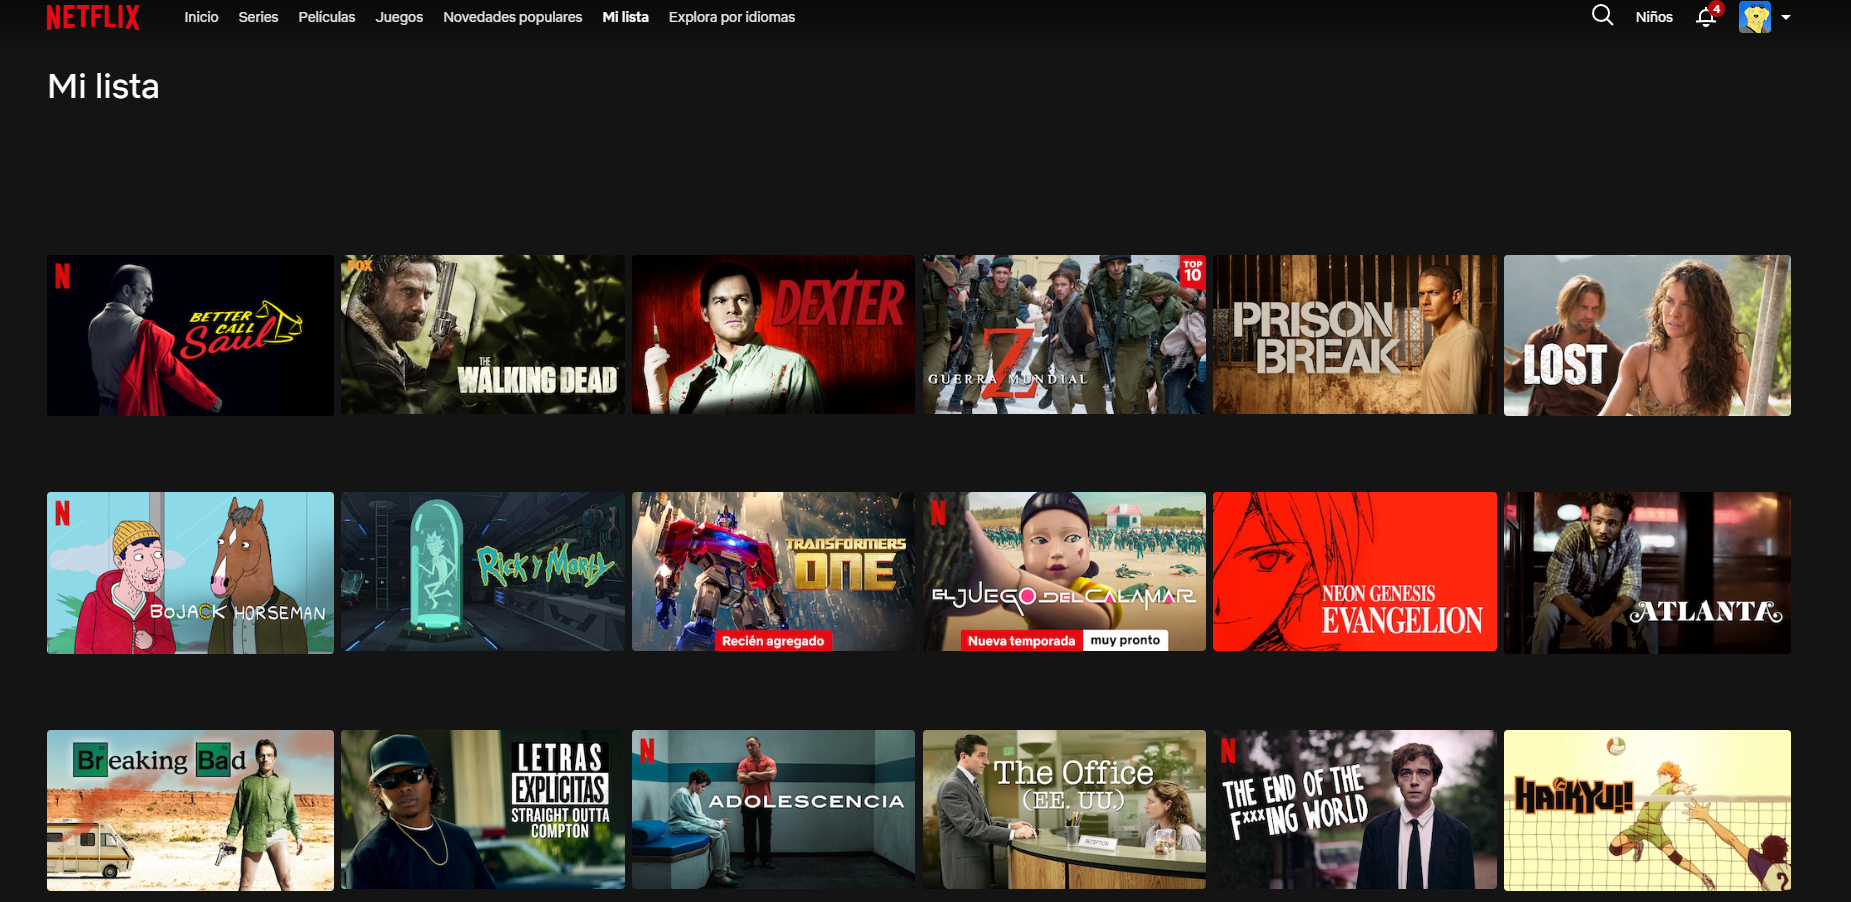 NETFLIX
Inicio
Series
Películas
Juegos
Novedades populares
Mi lista
Explora por idiomas
Niños
4
Mi lista
N
BETTER
CALL
Saul
FOX
THE
WALKING DEAD
DEXTER
TOP
10
Z
GUERRA MUNDIAL
PRISON
BREAK
LOST
N
BOJACK HORSEMAN
RICK Y MORTY
TRANSFORMERS
ONE
Recién agregado
N
EL JUEGO DEL CALAMAR
Nueva temporada
muy pronto
NEON GENESIS
EVANGELION
ATLANTA
Breaking Bad
LETRAS
EXPLÍCITAS
STRAIGHT OUTTA
COMPTON
N
ADOLESCENCIA
The Office
(EE. UU.)
RECEPTION
N
THE END OF THE
F***ING WORLD
HAIKYU!!